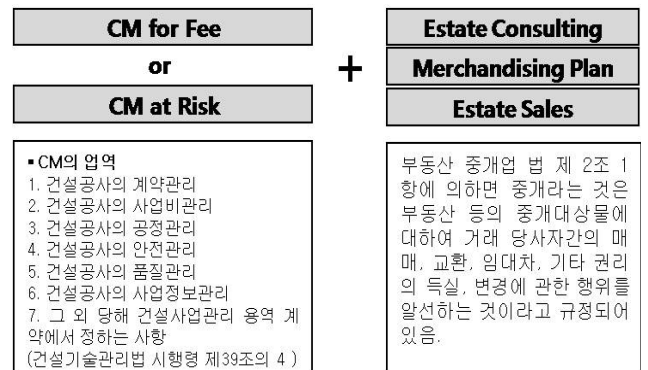 CM for Fee
or
CM at Risk
+
Estate Consulting
Merchandising Plan
Estate Sales
▪ CM의 업역
1. 건설공사의 계약관리
2. 건설공사의 사업비관리
3. 건설공사의 공정관리
4. 건설공사의 안전관리
5. 건설공사의 품질관리
6. 건설공사의 사업정보관리
7. 그 외 당해 건설사업관리 용역 계
약에서 정하는 사항
(건설기술관리법 시행령 제39조의 4 )
부동산 중개업 법 제 2조 1
항에 의하면 중개라는 것은
부동산 등의 중개대상물에
대하여 거래 당사자간의 매
매, 교환, 임대차, 기타 권리
의 득실, 변경에 관한 행위를
알선하는 것이라고 규정되어
있음.